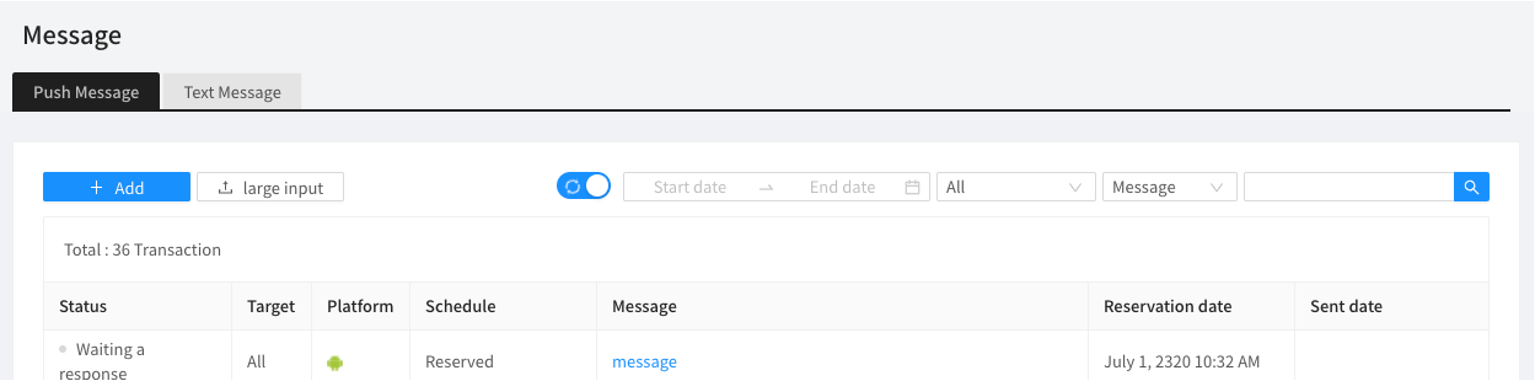 Message
Push Message Text Message
Add large input Start date End date All Message
Total : 36 Transaction
Status Target Platform Schedule Message Reservation date Sent date
Waiting a All Reserved message July 1, 2320 10:32 AM
response